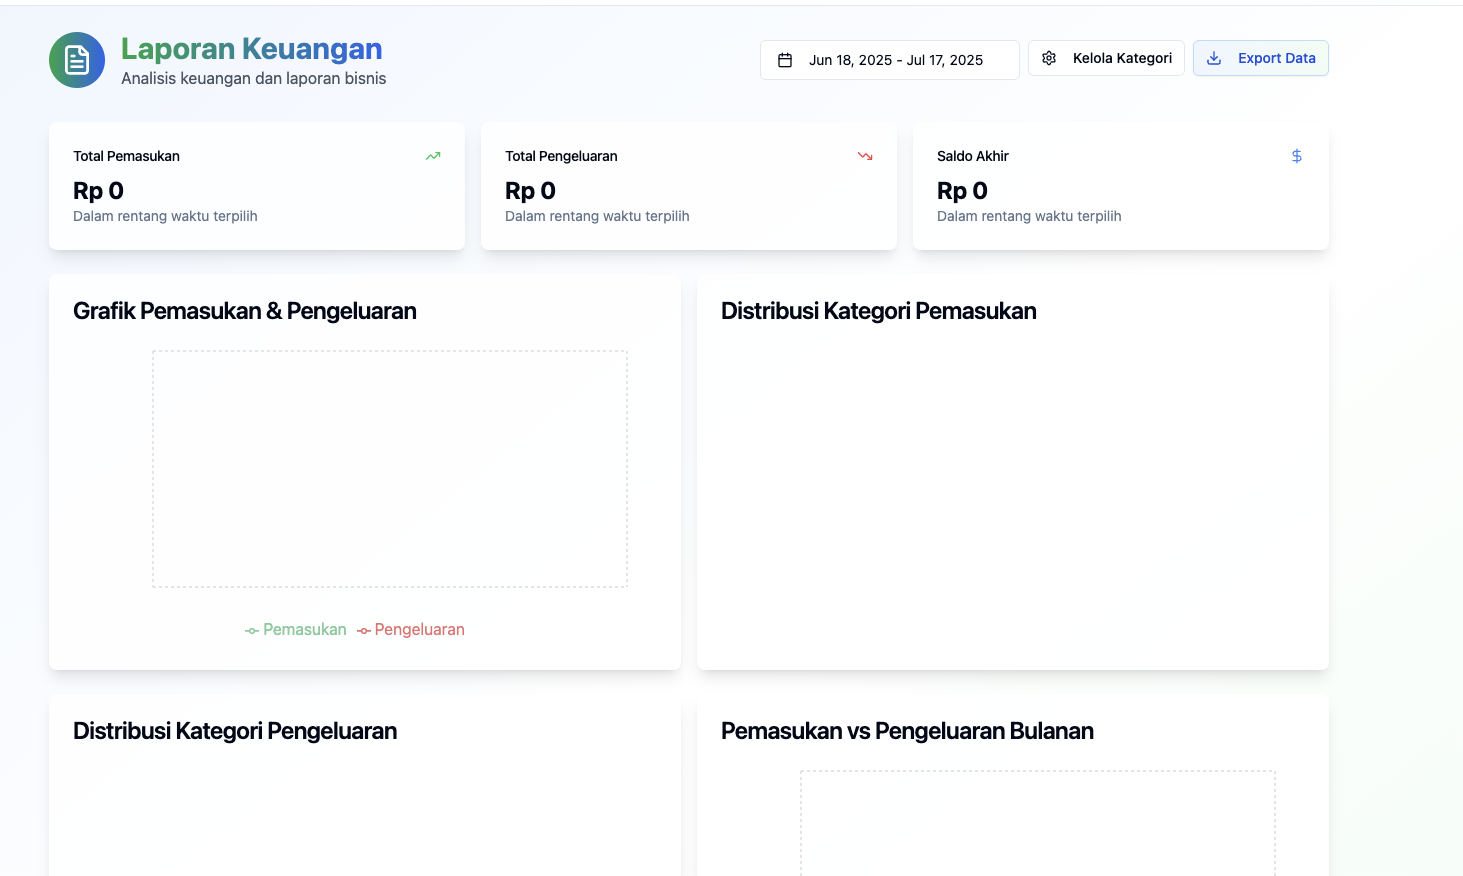 Laporan Keuangan
Analisis keuangan dan laporan bisnis
Jun 18, 2025 - Jul 17, 2025
Kelola Kategori
Export Data
Total Pemasukan
Rp 0
Dalam rentang waktu terpilih
Total Pengeluaran
Rp 0
Dalam rentang waktu terpilih
Saldo Akhir
Rp 0
Dalam rentang waktu terpilih
Grafik Pemasukan & Pengeluaran
Pemasukan
Pengeluaran
Distribusi Kategori Pemasukan
Distribusi Kategori Pengeluaran
Pemasukan vs Pengeluaran Bulanan